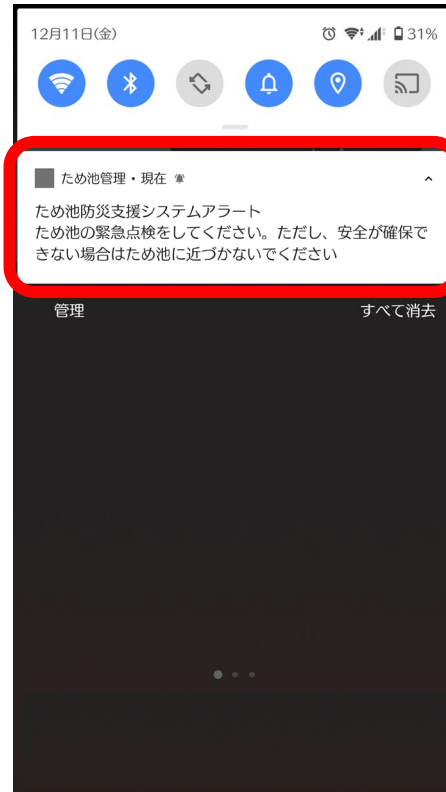 12月11日(金) 31%
ため池管理・現在
ため池防災支援システムアラート
ため池の緊急点検をしてください。ただし、安全が確保で
きない場合はため池に近づかないでください
管理 すべて消去